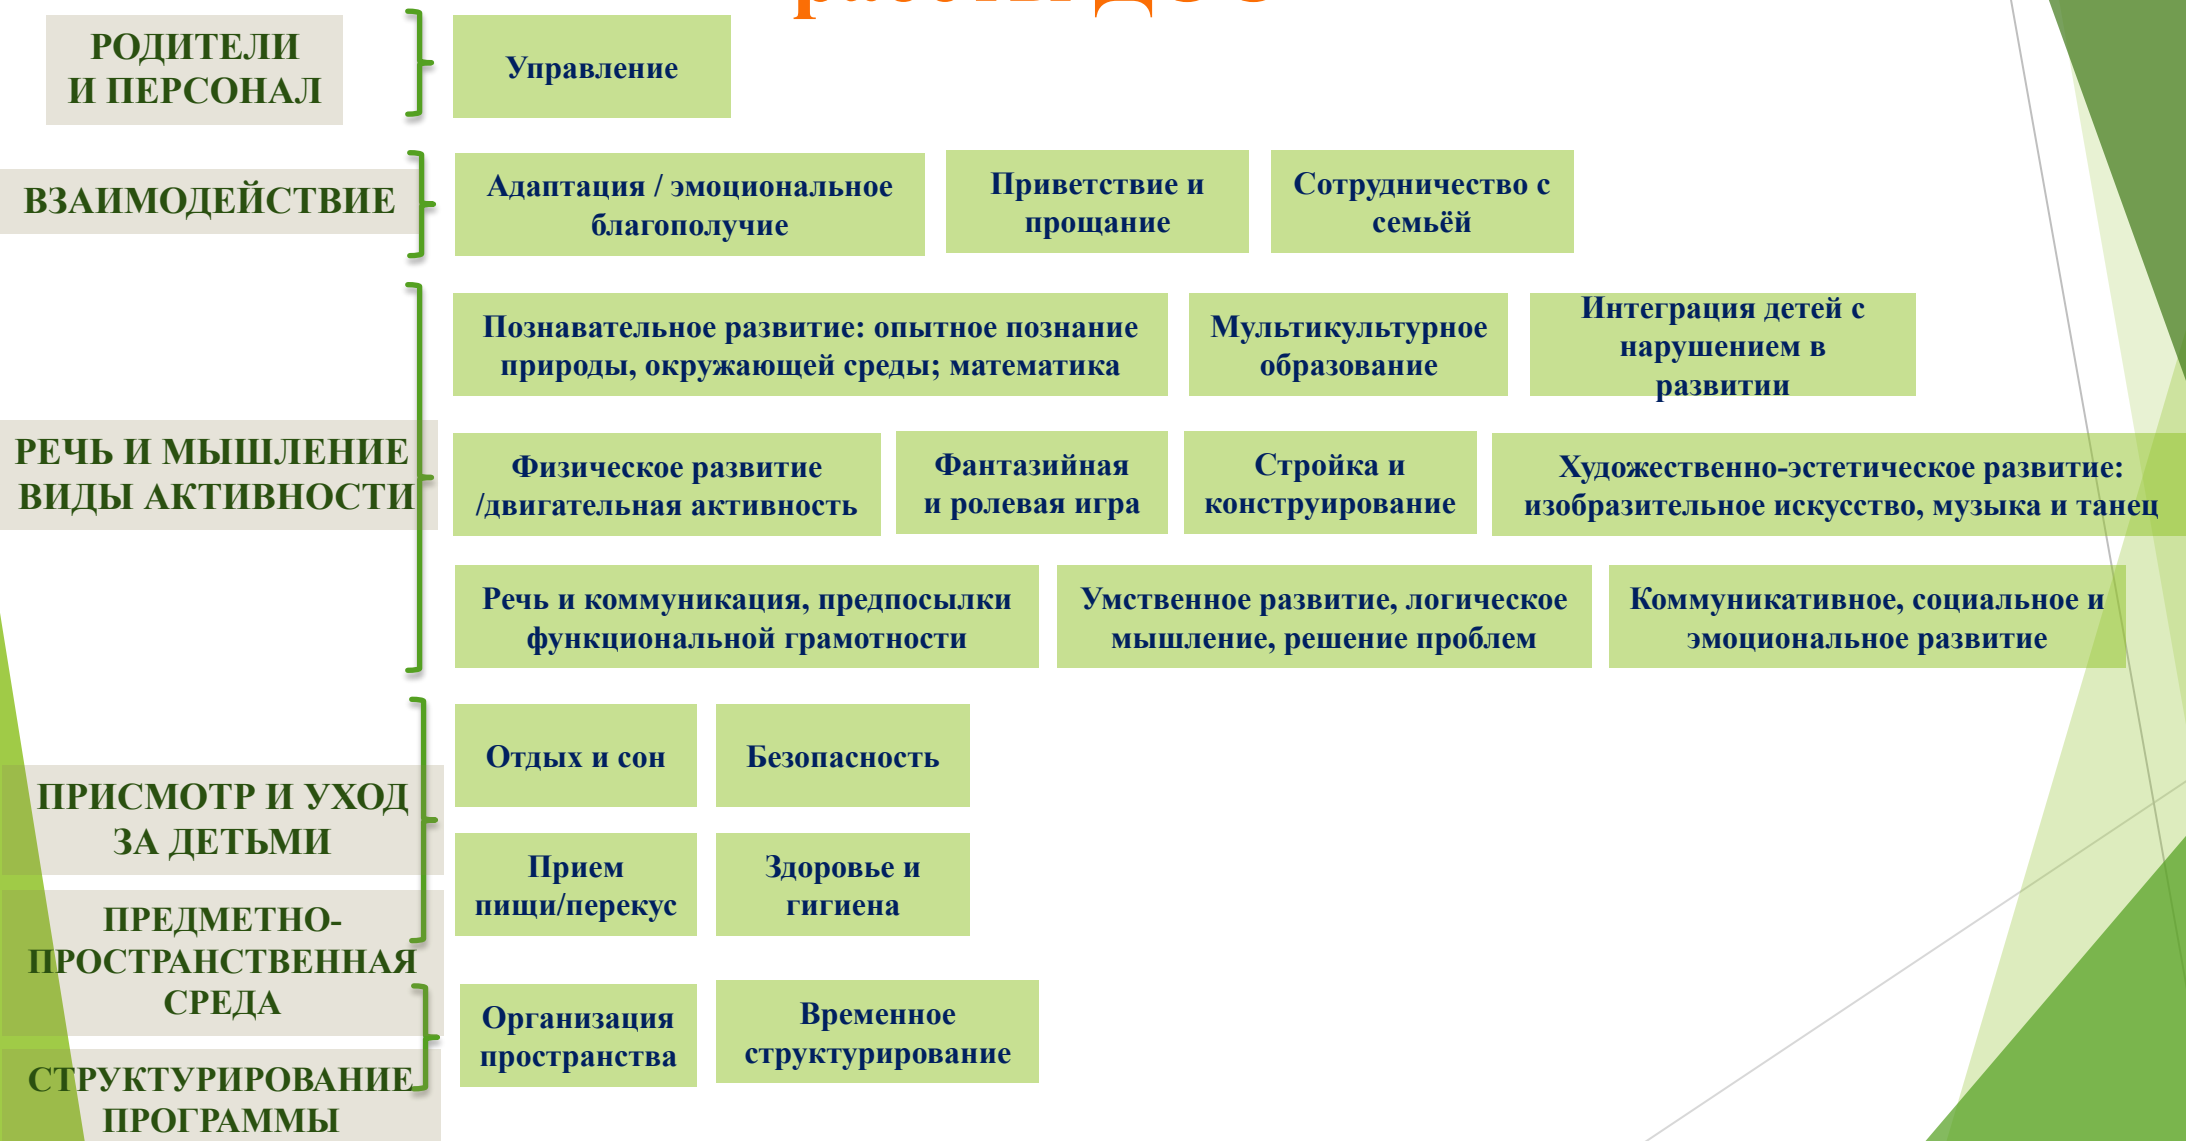 РОДИТЕЛИ
И ПЕРСОНАЛ
Управление
ВЗАИМОДЕЙСТВИЕ
Адаптация / эмоциональное
благополучие
Приветствие и
прощание
Сотрудничество с
семьёй
РЕЧЬ И МЫШЛЕНИЕ
ВИДЫ АКТИВНОСТИ
Познавательное развитие: опытное познание
природы, окружающей среды; математика
Мультикультурное
образование
Интеграция детей с
нарушением в
развитии
Физическое развитие
/двигательная активность
Фантазийная
и ролевая игра
Стройка и
конструирование
Художественно-эстетическое развитие:
изобразительное искусство, музыка и танец
Речь и коммуникация, предпосылки
функциональной грамотности
Умственное развитие, логическое
мышление, решение проблем
Коммуникативное, социальное и
эмоциональное развитие
ПРИСМОТР И УХОД
ЗА ДЕТЬМИ
Отдых и сон
Безопасность
Прием
пищи/перекус
Здоровье и
гигиена
ПРЕДМЕТНО-
ПРОСТРАНСТВЕННАЯ
СРЕДА
Организация
пространства
Временное
структурирование
СТРУКТУРИРОВАНИЕ
ПРОГРАММЫ